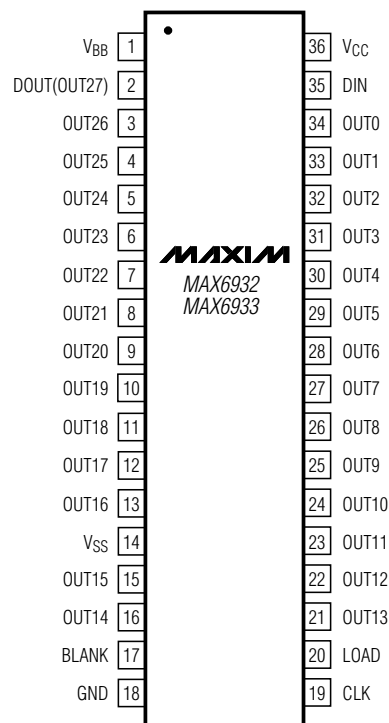 VBB 1 36 VCC
DOUT(OUT27) 2 35 DIN
OUT26 3 34 OUT0
OUT25 4 33 OUT1
OUT24 5 32 OUT2
OUT23 6 31 OUT3
MAXIM
OUT22 7 MAX6932 30 OUT4
MAX6933
OUT21 8 29 OUT5
OUT20 9 28 OUT6
OUT19 10 27 OUT7
OUT18 11 26 OUT8
OUT17 12 25 OUT9
OUT16 13 24 OUT10
VSS 14 23 OUT11
OUT15 15 22 OUT12
OUT14 16 21 OUT13
BLANK 17 20 LOAD
GND 18 19 CLK